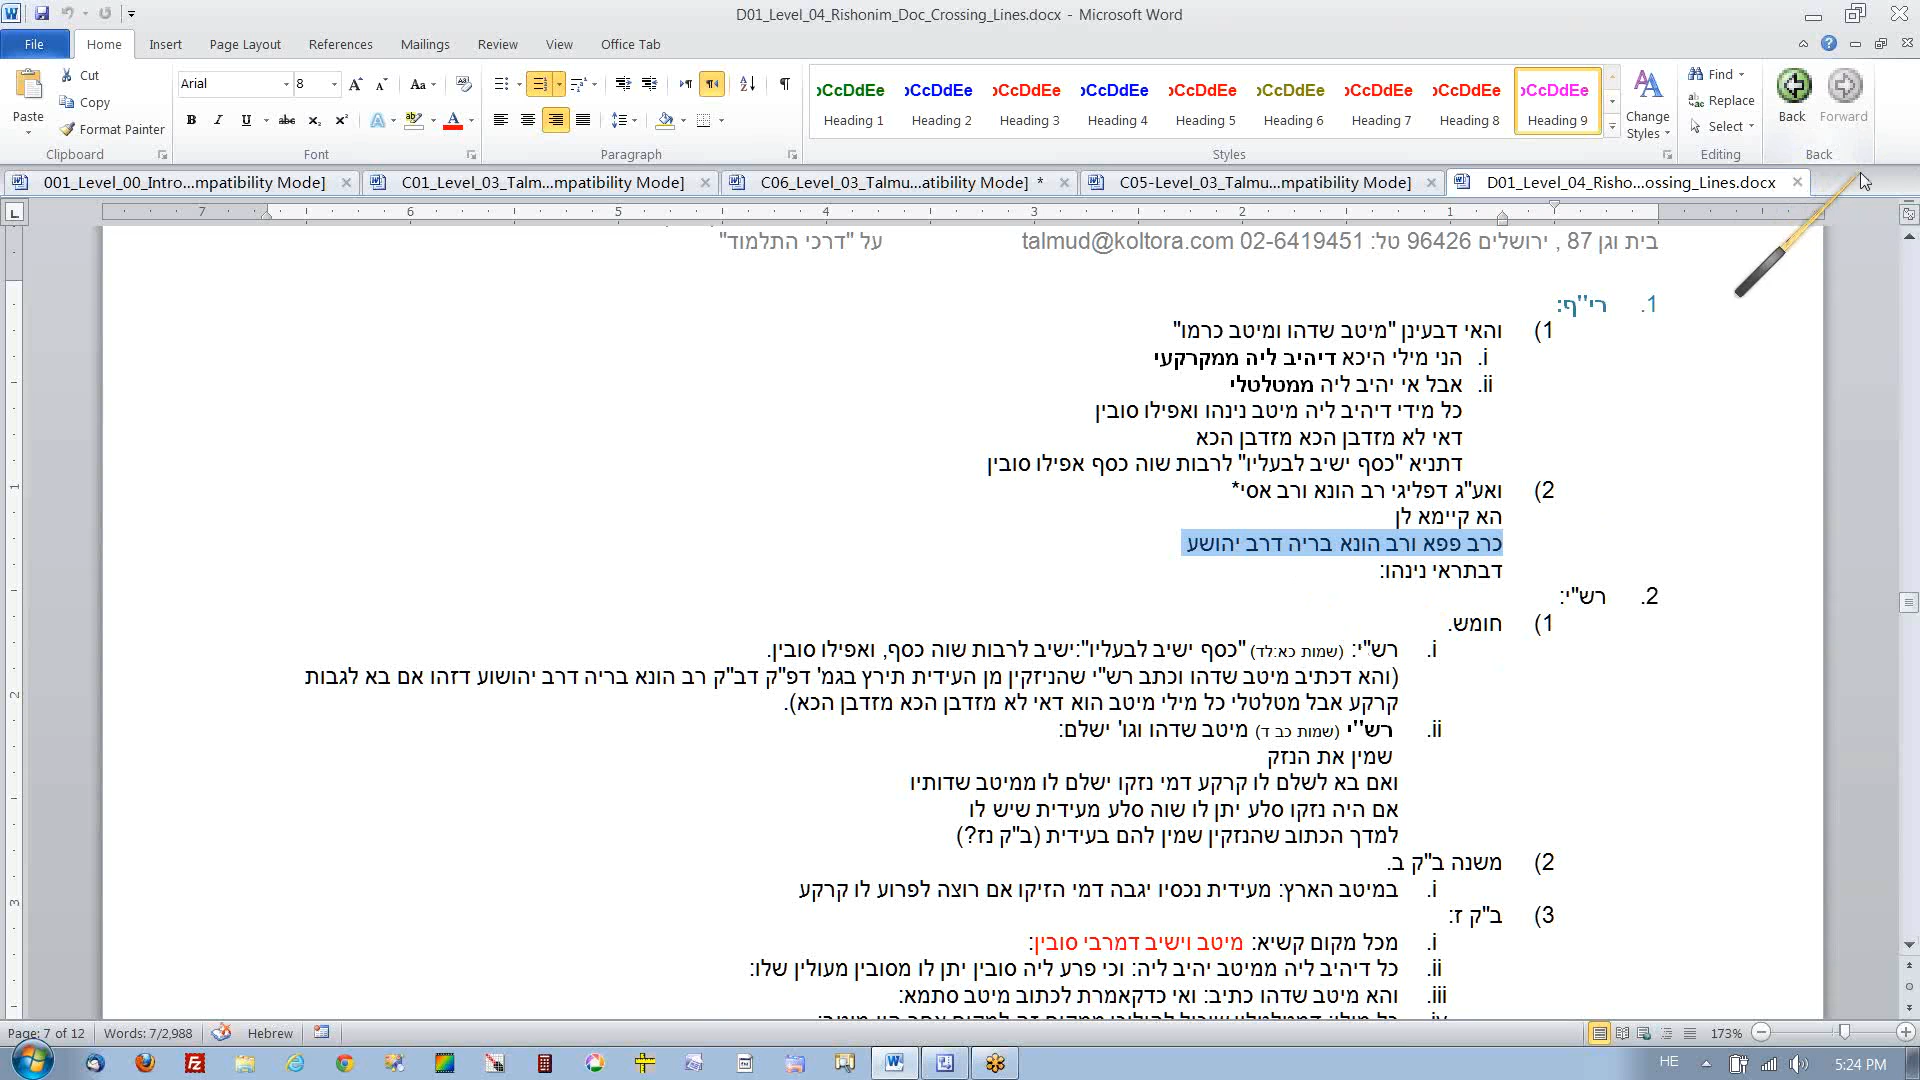 D01_Level_04_Rishonim_Doc_Crossing_Lines.docx - Microsoft Word
File Home Insert Page Layout References Mailings Review View Office Tab
Paste
Cut
Copy
Format Painter
Clipboard
Arial 8
Font
Paragraph
Heading 1 Heading 2 Heading 3 Heading 4 Heading 5 Heading 6 Heading 7 Heading 8 Heading 9
Styles
Change Styles
Find
Replace
Select
Editing
Back Forward
Back
001_Level_00_Intro...mpatibility Mode]
C01_Level_03_Talm...mpatibility Mode]
C06_Level_03_Talmu...atibility Mode] *
C05-Level_03_Talmu...mpatibility Mode]
D01_Level_04_Risho...ossing_Lines.docx
7 6 5 4 3 2 1
בית וגן 87 , ירושלים 96426 טל: 02-6419451 talmud@koltora.com על "דרכי התלמוד"
1. רי''ף:
1) והאי דבעינן "מיטב שדהו ומיטב כרמו"
i. הני מילי היכא דיהיב ליה ממקרקעי
ii. אבל אי יהיב ליה ממטלטלי
כל מידי דיהיב ליה מיטב נינהו ואפילו סובין
דאי לא מזדבן הכא מזדבן הכא
דתניא "כסף ישיב לבעליו" לרבות שוה כסף אפילו סובין
2) ואע"ג דפליגי רב הונא ורב אסי*
הא קיימא לן
כרב פפא ורב הונא בריה דרב יהושע
דבתראי נינהו:
2. רש"י:
1) חומש.
i. רש"י: (שמות כא:לד) "כסף ישיב לבעליו":ישיב לרבות שוה כסף, ואפילו סובין.
(והא דכתיב מיטב שדהו וכתב רש"י שהניזקין מן העידית תירץ בגמ' דפ"ק דב"ק רב הונא בריה דרב יהושוע דזהו אם בא לגבות
קרקע אבל מטלטלי כל מילי מיטב הוא דאי לא מזדבן הכא מזדבן הכא).
ii. רש''י (שמות כב ד) מיטב שדהו וגו' ישלם:
שמין את הנזק
ואם בא לשלם לו קרקע דמי נזקו ישלם לו ממיטב שדותיו
אם היה נזקו סלע יתן לו שוה סלע מעידית שיש לו
למדך הכתוב שהנזקין שמין להם בעידית (ב"ק נז?)
2) משנה ב"ק ב.
i. במיטב הארץ: מעידית נכסיו יגבה דמי הזיקו אם רוצה לפרוע לו קרקע
3) ב"ק ז:
i. מכל מקום קשיא: מיטב וישיב דמרבי סובין:
ii. כל דיהיב ליה ממיטב יהיב ליה: וכי פרע ליה סובין יתן לו מסובין מעולין שלו:
iii. והא מיטב שדהו כתיב: ואי כדקאמרת לכתוב מיטב סתמא:
Page: 7 of 12 Words: 7/2,988 Hebrew 173%
HE 5:24 PM